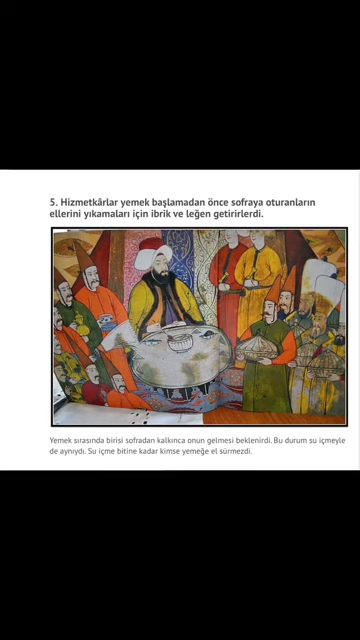 5. Hizmetkârlar yemek başlamadan önce sofraya oturanların
ellerini yıkamaları için ibrik ve leğen getirirlerdi.
Yemek sırasında birisi sofradan kalkınca onun gelmesi beklenirdi. Bu durum su içmeyle
de aynıydı. Su içme bitine kadar kimse yemeğe el sürmezdi.